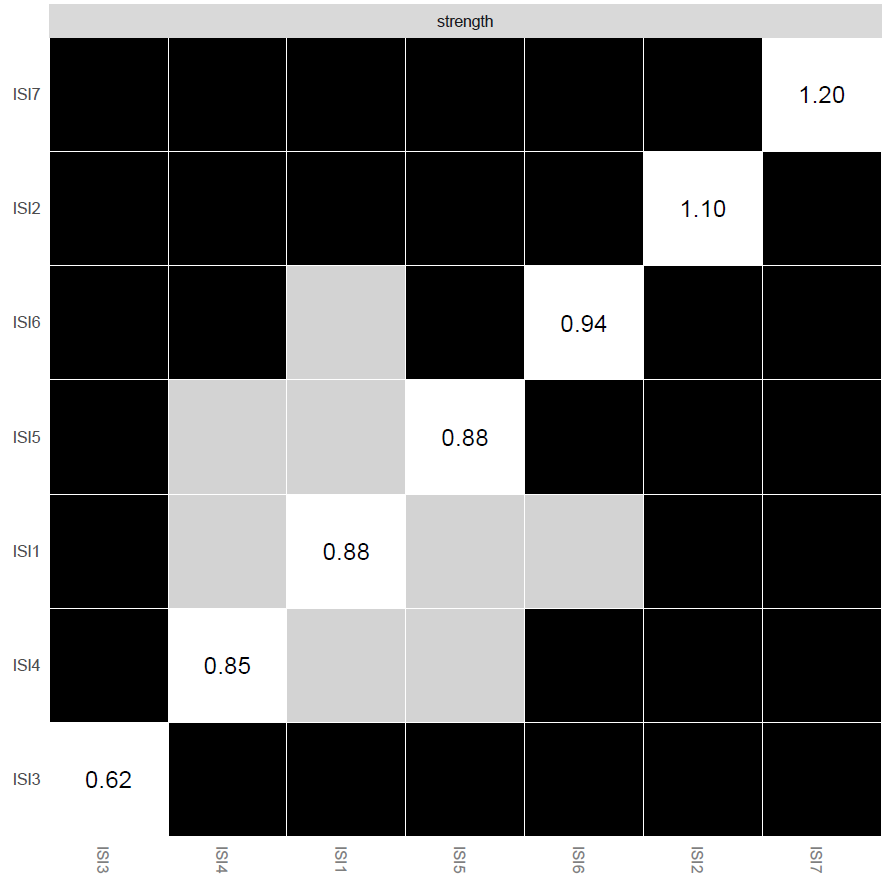 strength
ISI7
1.20
ISI2
1.10
ISI6
0.94
ISI5
0.88
ISI1
0.88
ISI4
0.85
ISI3
0.62
ISI3 ISI4 ISI1 ISI5 ISI6 ISI2 ISI7